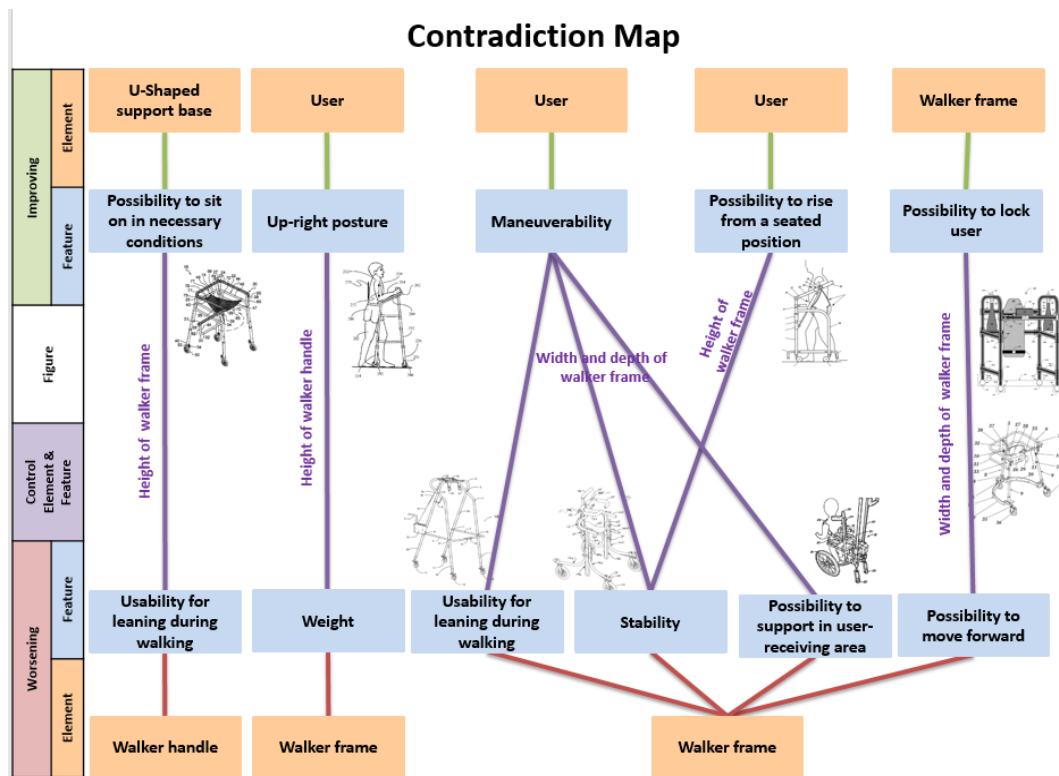 Contradiction Map
Improving
Element
U-Shaped
support base
User
User
User
Walker frame
Feature
Possibility to sit
on in necessary
conditions
Up-right posture
Maneuverability
Possibility to rise
from a seated
position
Possibility to lock
user
Figure
Control
Element &
Feature
Height of walker frame
Height of walker handle
Width and depth of
walker frame
Height of
walker frame
Width and depth of walker frame
Worsening
Feature
Usability for
leaning during
walking
Weight
Usability for
leaning during
walking
Stability
Possibility to
support in user-
receiving area
Possibility to
move forward
Element
Walker handle
Walker frame
Walker frame